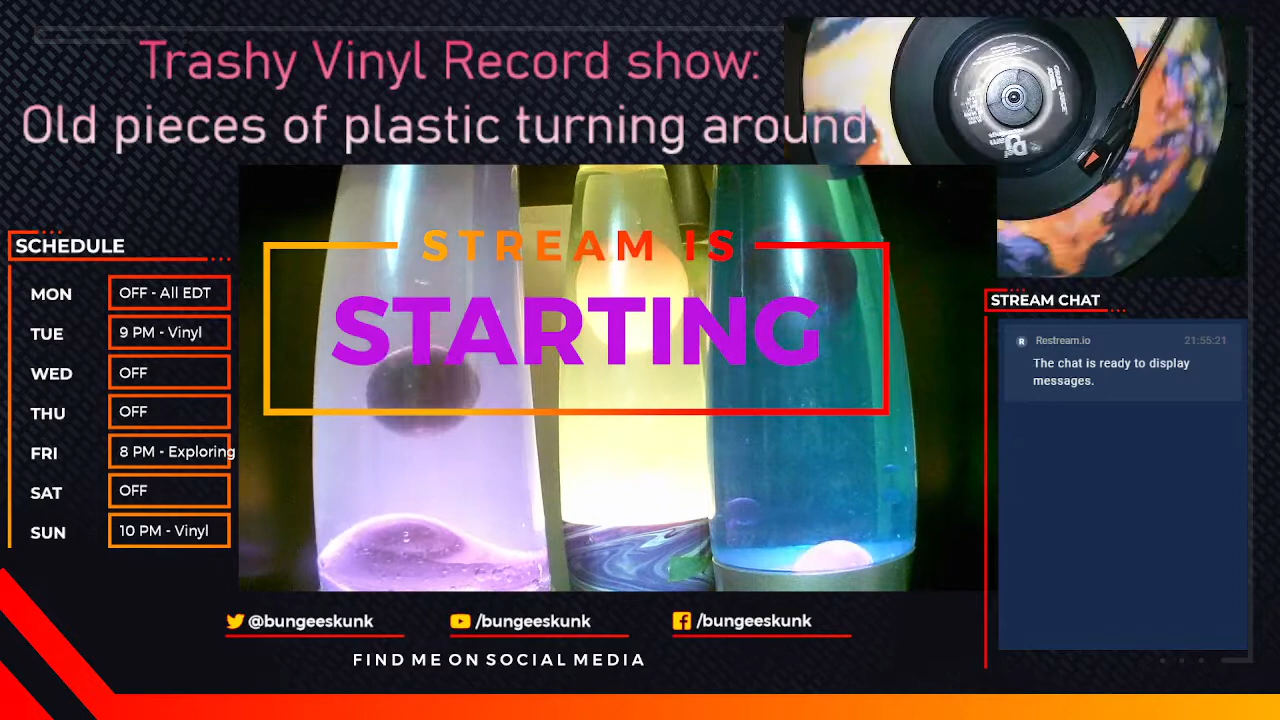 Trashy Vinyl Record show:
Old pieces of plastic turning around.
STREAM IS
STARTING
SCHEDULE
MON OFF - All EDT
TUE 9 PM - Vinyl
WED OFF
THU OFF
FRI 8 PM - Exploring
SAT OFF
SUN 10 PM - Vinyl
STREAM CHAT
R Restream.io 21:55:21
The chat is ready to display
messages.
@bungeeskunk /bungeeskunk /bungeeskunk
FIND ME ON SOCIAL MEDIA